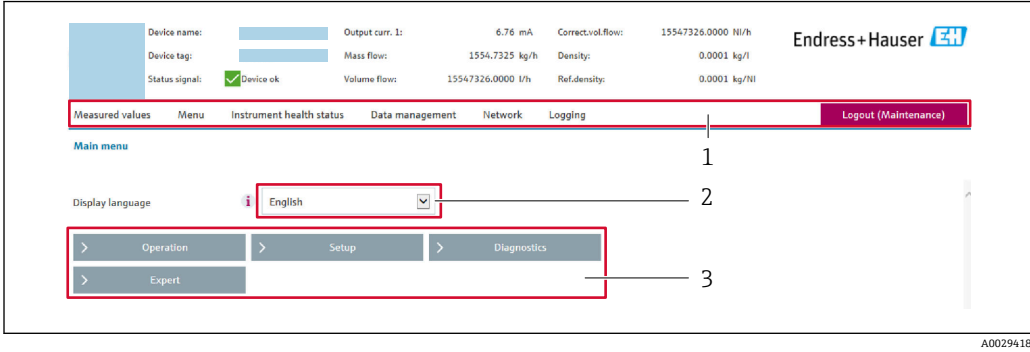 Device name: Output curr. 1: 6.76 mA Correct.vol.flow: 15547326.0000 Nl/h
Endress+Hauser EH
Device tag: Mass flow: 1554.7325 kg/h Density: 0.0001 kg/l
Status signal: Device ok Volume flow: 15547326.0000 l/h Ref.density: 0.0001 kg/Nl
Measured values Menu Instrument health status Data management Network Logging Logout (Maintenance)
1
Main menu
Display language i English 2
> Operation > Setup > Diagnostics
> Expert 3
A0029418